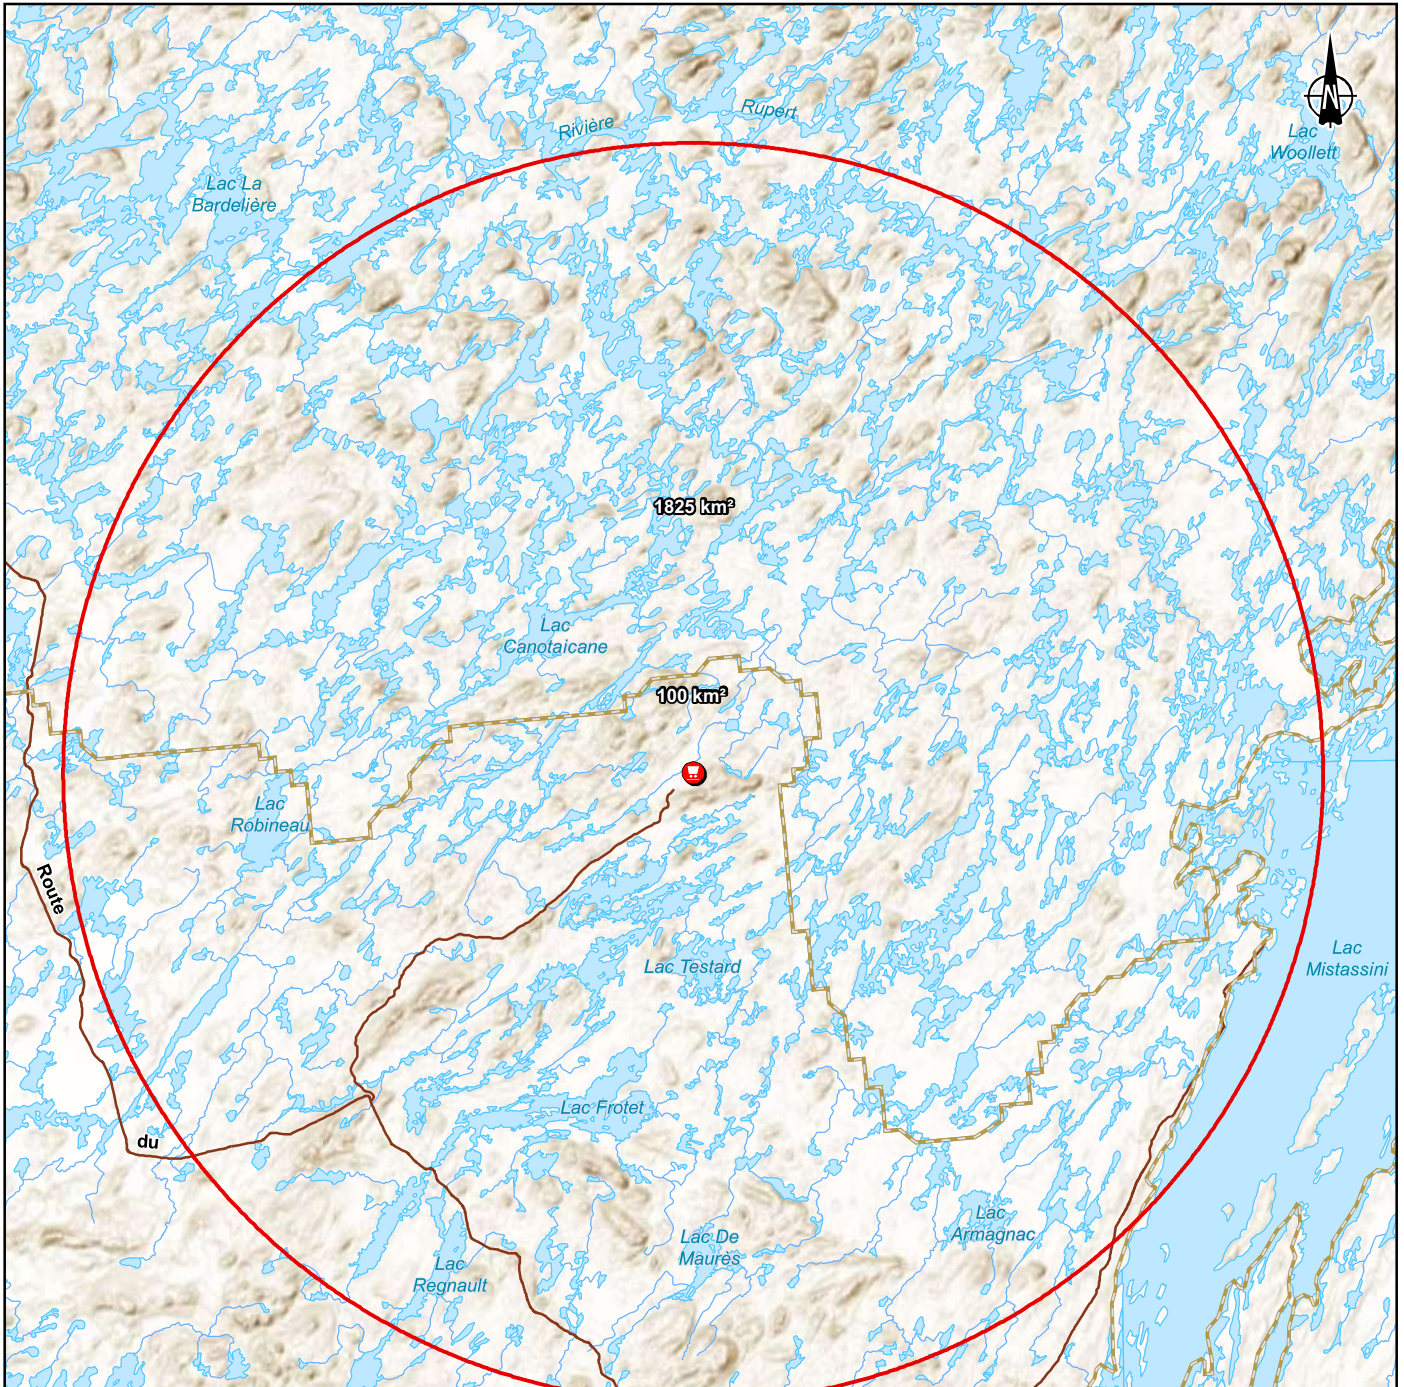 Rivière Rupert
N
Lac
Woollett
Lac La
Bardelière
1825 km²
Lac
Canotaicane
100 km²
Lac
Robineau
Route
Lac Testard
Lac
Mistassini
Lac Frotet
du
Lac
Armagnac
Lac De
Maurès
Lac
Regnault